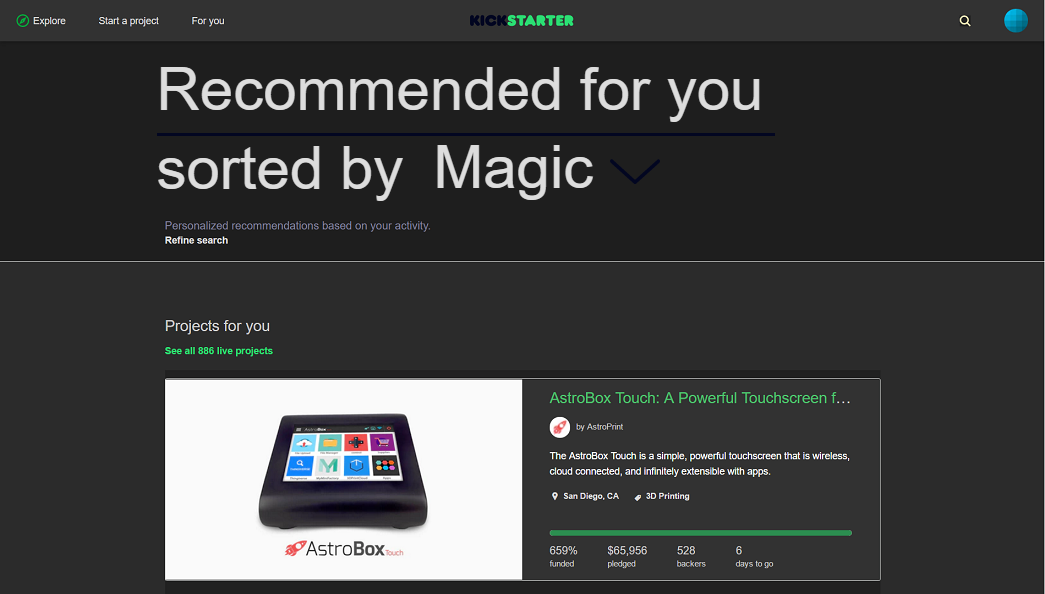 Explore Start a project For you KICKSTARTER
Recommended for you
sorted by Magic
Personalized recommendations based on your activity.
Refine search
Projects for you
See all 886 live projects
AstroBox Touch: A Powerful Touchscreen f…
by AstroPrint
The AstroBox Touch is a simple, powerful touchscreen that is wireless,
cloud connected, and infinitely extensible with apps.
San Diego, CA 3D Printing
659% $65,956 528 6
funded pledged backers days to go
AstroBox
AstroBox Touch